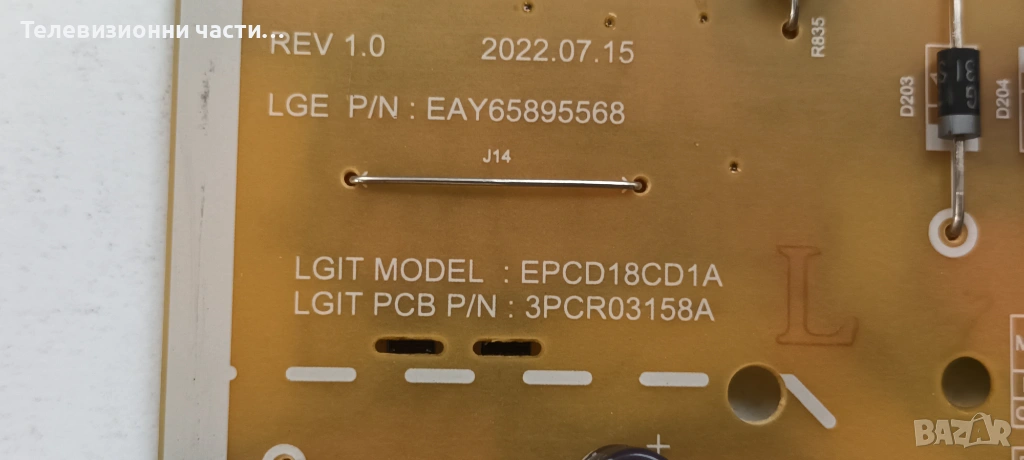 Телевизионни части...
REV 1.0 2022.07.15
R835
LGE P/N : EAY65895568
D203
D204
J14
LGIT MODEL : EPCD18CD1A
LGIT PCB P/N : 3PCR03158A
L
+
BAZAR